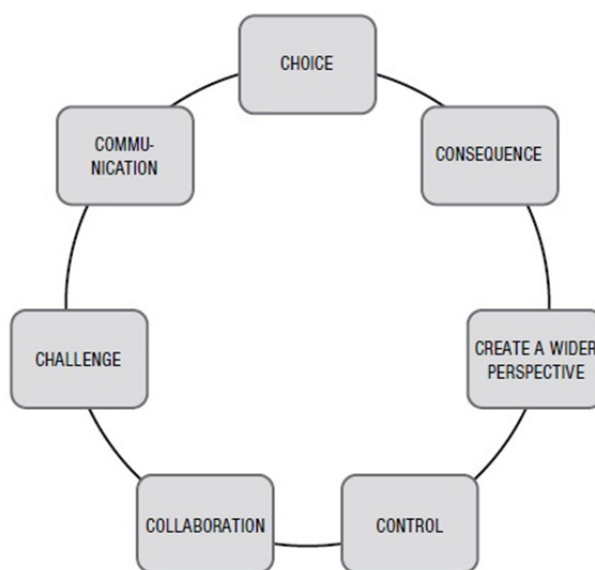 CHOICE
CONSEQUENCE
CREATE A WIDER
PERSPECTIVE
CONTROL
COLLABORATION
CHALLENGE
COMMU-
NICATION